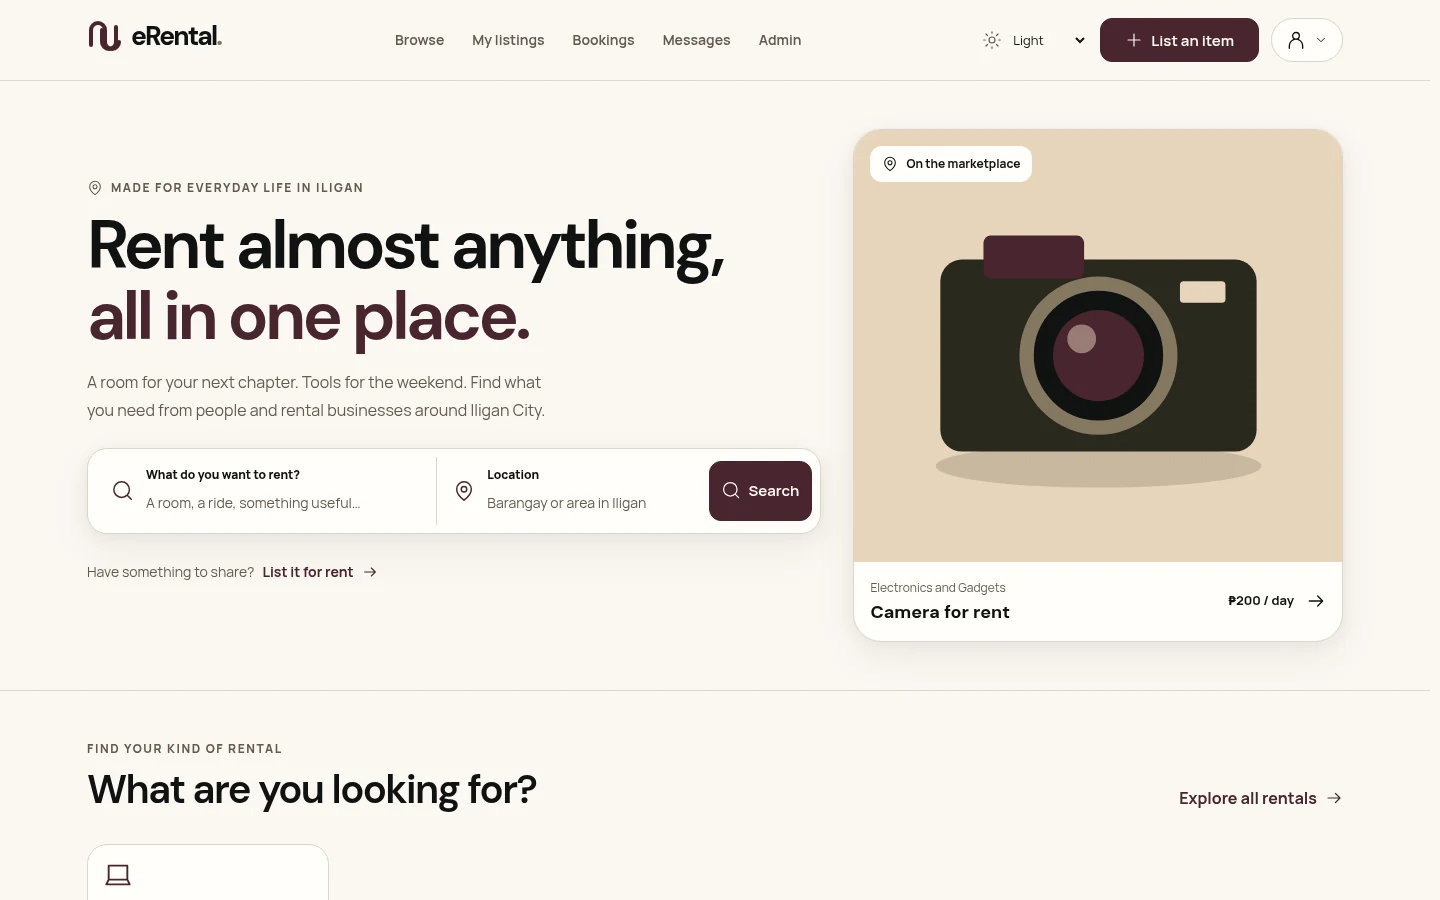 eRental.
Browse
My listings
Bookings
Messages
Admin
Light
List an item
MADE FOR EVERYDAY LIFE IN ILIGAN
Rent almost anything,
all in one place.
A room for your next chapter. Tools for the weekend. Find what
you need from people and rental businesses around Iligan City.
What do you want to rent?
A room, a ride, something useful...
Location
Barangay or area in Iligan
Search
Have something to share? List it for rent
On the marketplace
Electronics and Gadgets
Camera for rent
₱200 / day
FIND YOUR KIND OF RENTAL
What are you looking for?
Explore all rentals